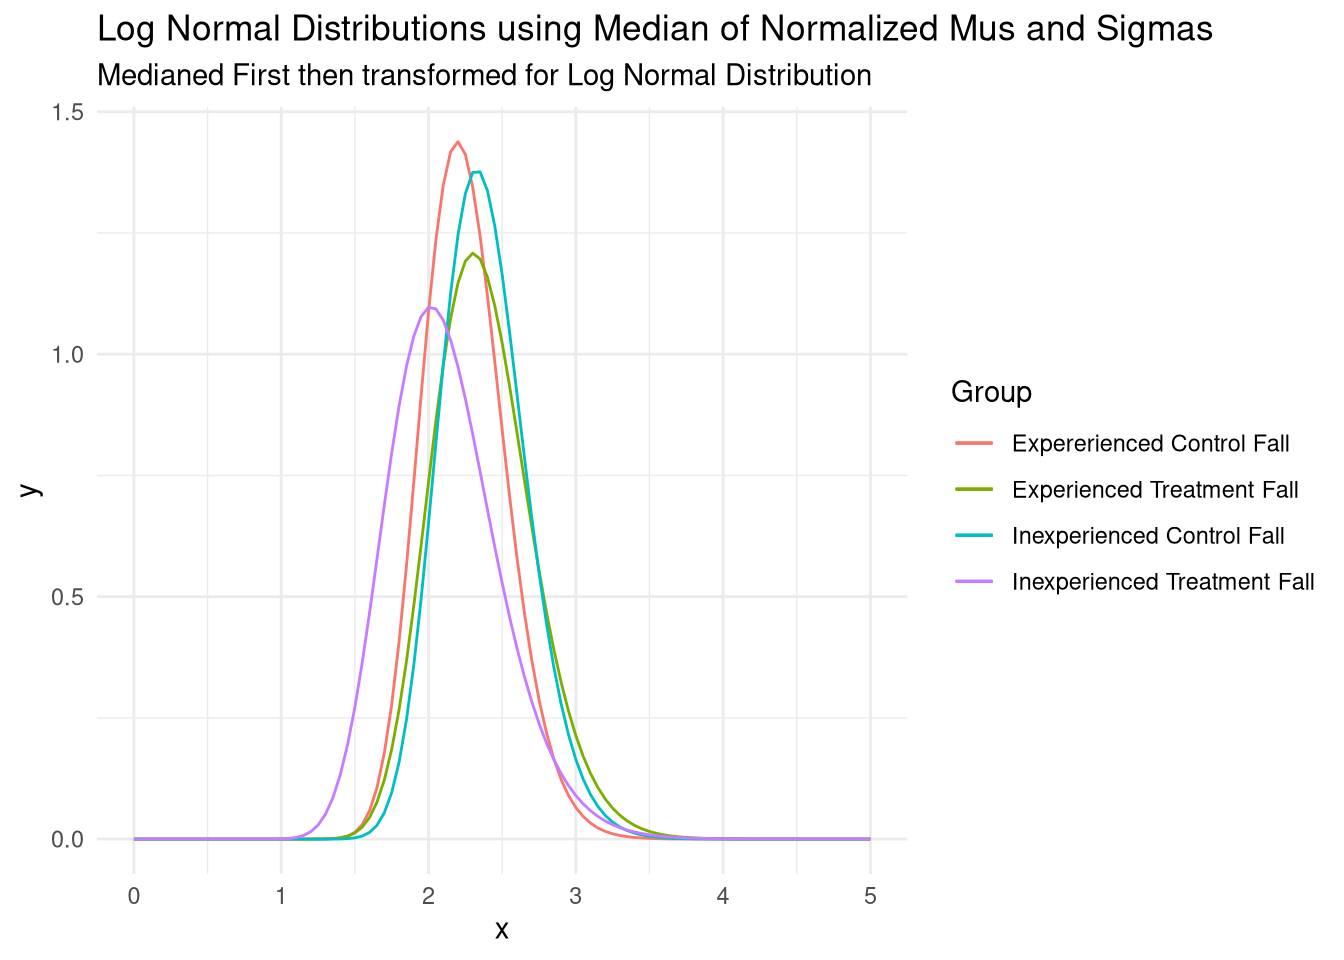 Log Normal Distributions using Median of Normalized Mus and Sigmas
Medianed First then transformed for Log Normal Distribution
1.5
1.0
0.5
0.0
y
0 1 2 3 4 5
x
Group
Expererienced Control Fall
Experienced Treatment Fall
Inexperienced Control Fall
Inexperienced Treatment Fall